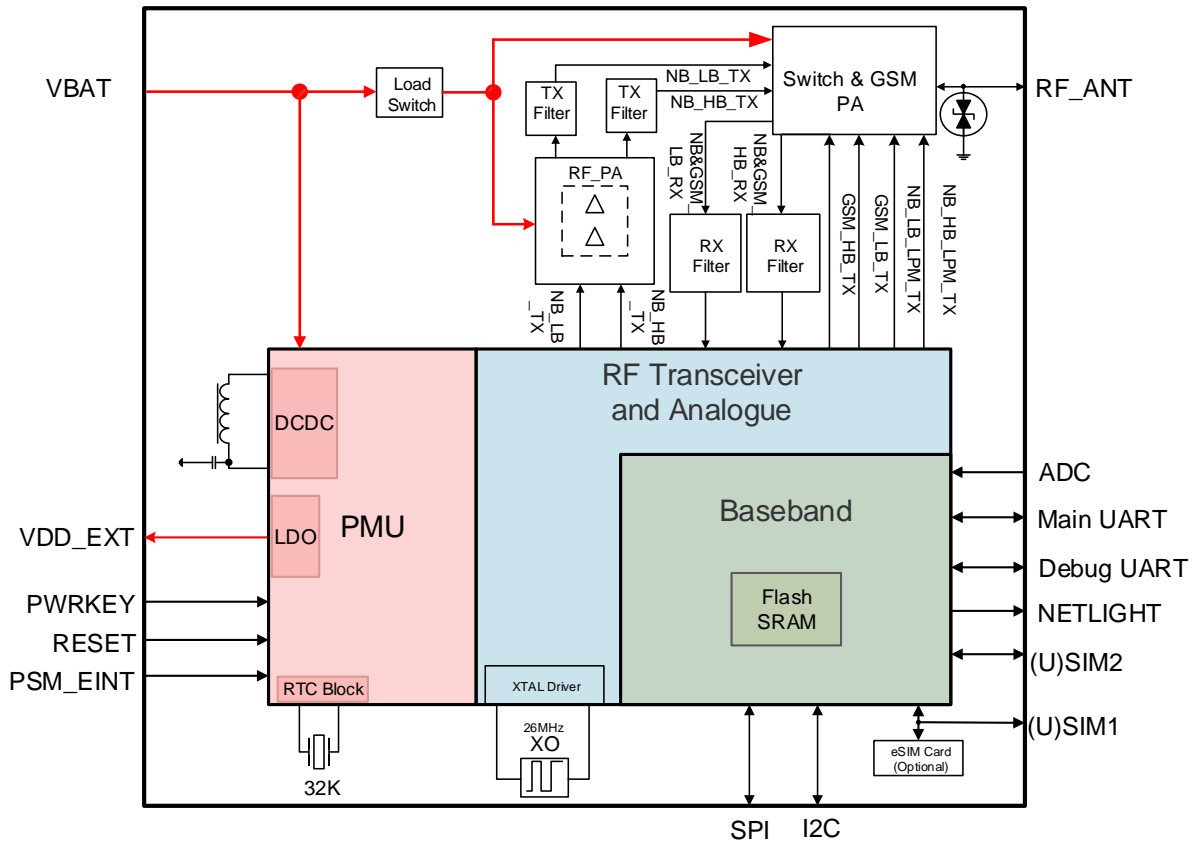 VBAT
Load
Switch
TX
Filter
TX
Filter
NB_LB_TX
NB_HB_TX
Switch & GSM
PA
RF_ANT
RF_PA
NB&GSM_
LB_RX
NB&GSM_
HB_RX
RX
Filter
RX
Filter
GSM_HB_TX
GSM_LB_TX
NB_LB_LPM_TX
NB_HB_LPM_TX
NB_LB
_TX
NB_HB
_TX
RF Transceiver
and Analogue
DCDC
LDO
PMU
Baseband
Flash
SRAM
VDD_EXT
PWRKEY
RESET
PSM_EINT
RTC Block
XTAL Driver
32K
26MHz
XO
ADC
Main UART
Debug UART
NETLIGHT
(U)SIM2
(U)SIM1
eSIM Card
(Optional)
SPI
I2C